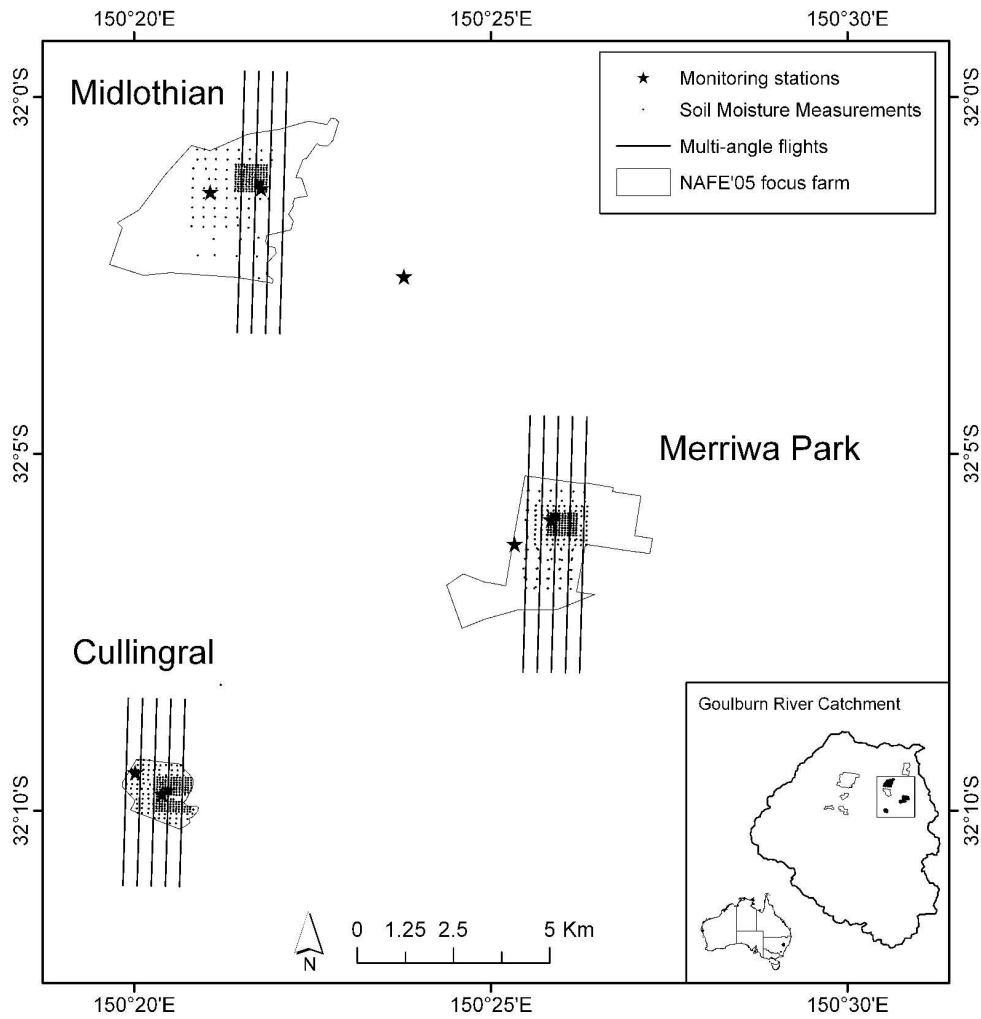 150°20'E 150°25'E 150°30'E
Midlothian
Monitoring stations
Soil Moisture Measurements
Multi-angle flights
NAFE'05 focus farm
32°0'S 32°0'S
32°5'S 32°5'S
Merriwa Park
Cullingral
Goulburn River Catchment
32°10'S 32°10'S
0 1.25 2.5 5 Km
N
150°20'E 150°25'E 150°30'E